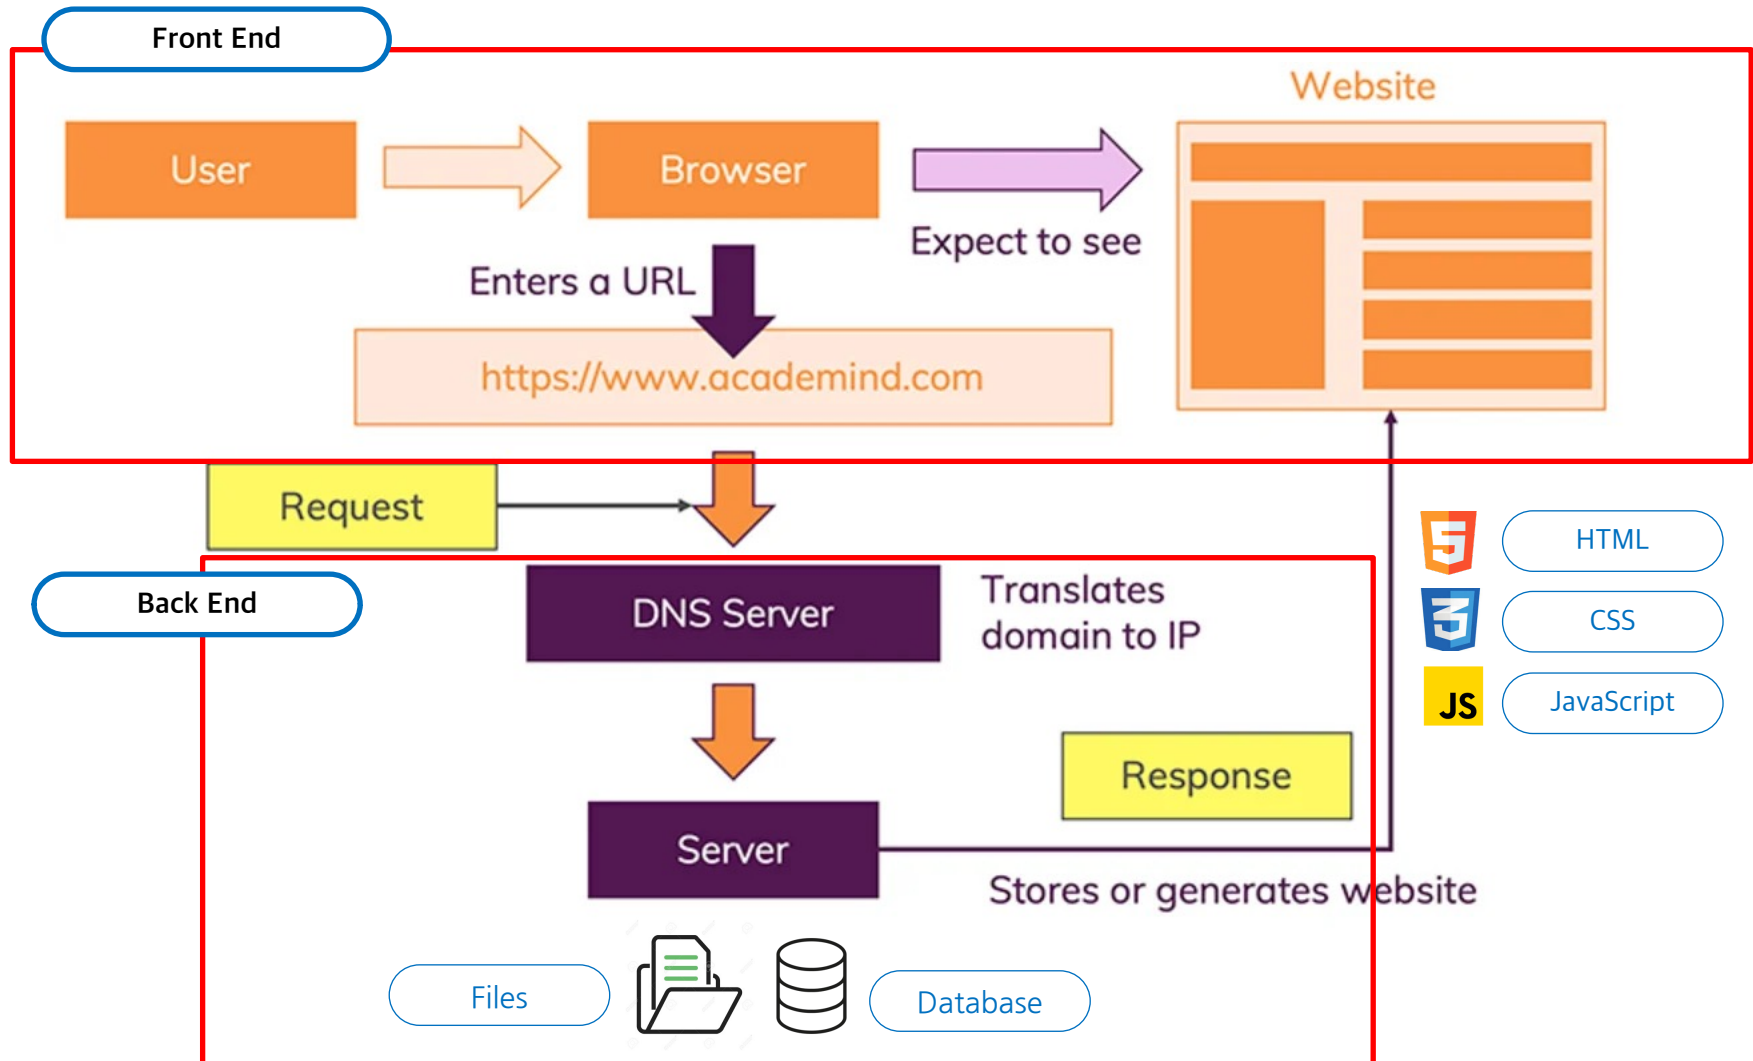 Front End
Website
User
Browser
Expect to see
Enters a URL
https://www.academind.com
Request
HTML
Back End
DNS Server
Translates
domain to IP
CSS
JS
JavaScript
Response
Server
Stores or generates website
Files
Database